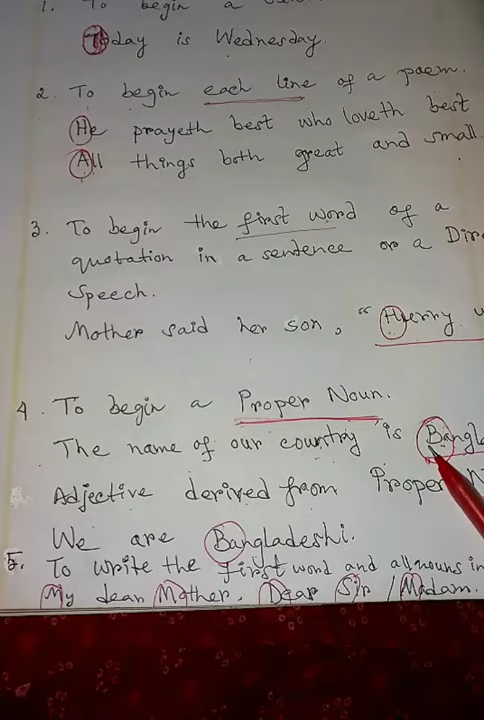 1. To begin a
Today is Wednesday.
2. To begin each line of a poem.
He prayeth best who loveth best
All things both great and small.
3. To begin the first word of a
quotation in a sentence or a
Speech.
Mother said her son, "Hurry
4. To begin a Proper Noun.
The name of our country is
Adjective derived from Proper
We are Bangladeshi.
5. To write the first word and all nouns in
My dear Mother, Dear Sir / Madam.